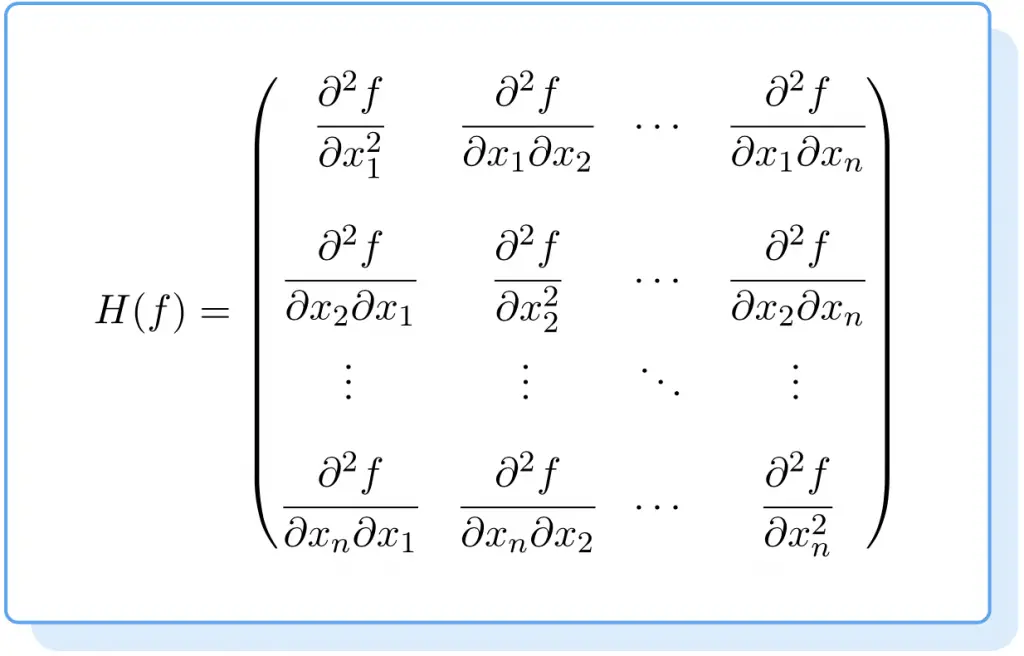 H(f) = \begin{pmatrix}
\frac{\partial^2 f}{\partial x_1^2} & \frac{\partial^2 f}{\partial x_1 \partial x_2} & \cdots & \frac{\partial^2 f}{\partial x_1 \partial x_n} \\
\frac{\partial^2 f}{\partial x_2 \partial x_1} & \frac{\partial^2 f}{\partial x_2^2} & \cdots & \frac{\partial^2 f}{\partial x_2 \partial x_n} \\
\vdots & \vdots & \ddots & \vdots \\
\frac{\partial^2 f}{\partial x_n \partial x_1} & \frac{\partial^2 f}{\partial x_n \partial x_2} & \cdots & \frac{\partial^2 f}{\partial x_n^2}
\end{pmatrix}